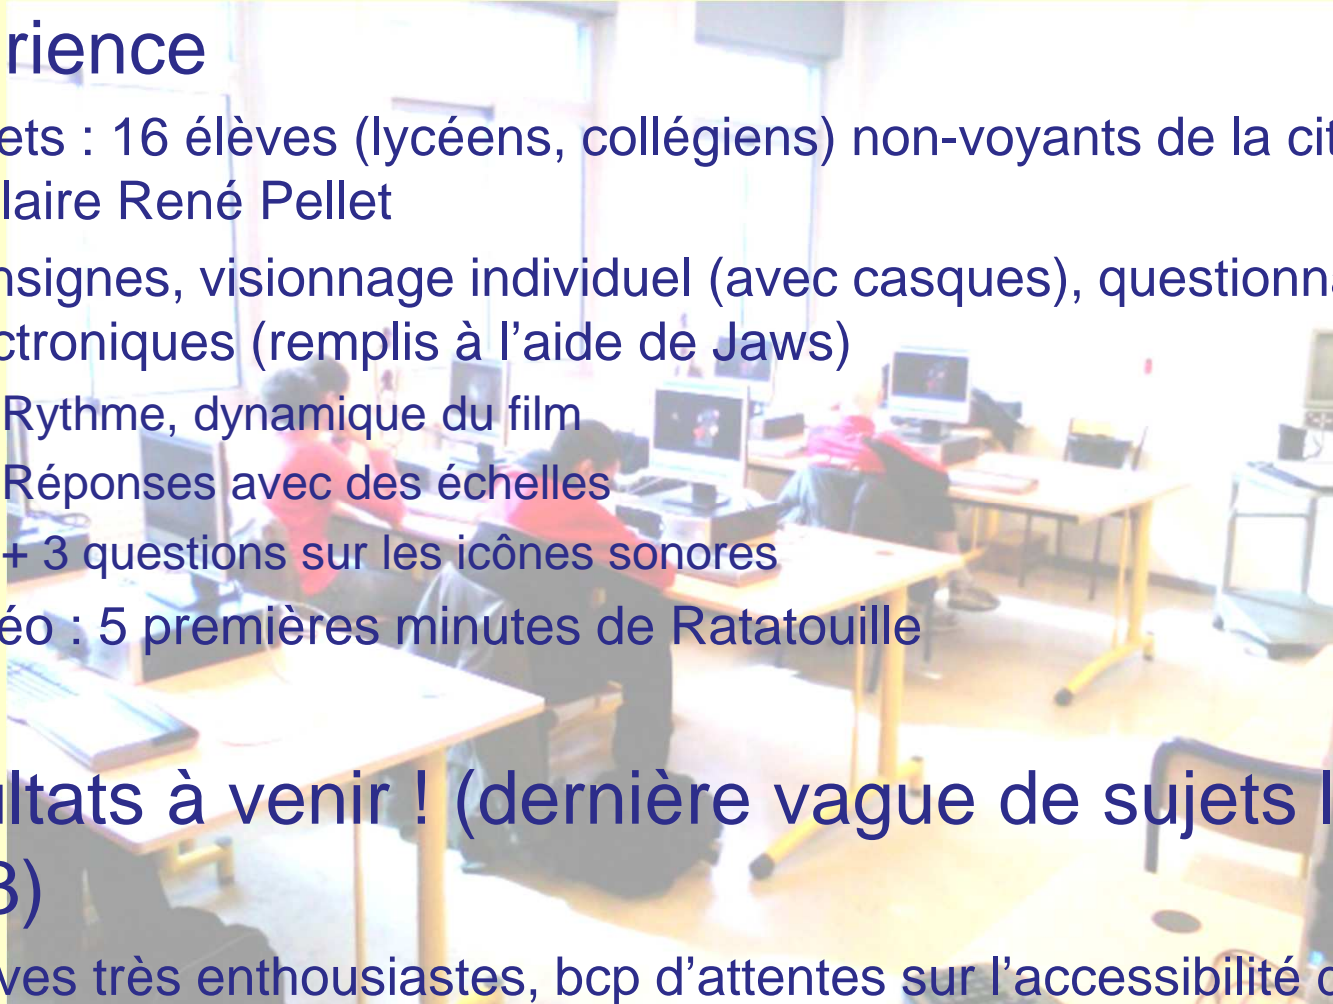 rience
ets : 16 élèves (lycéens, collégiens) non-voyants de la cit
laire René Pellet
nsignes, visionnage individuel (avec casques), questionna
ctroniques (remplis à l’aide de Jaws)
Rythme, dynamique du film
Réponses avec des échelles
+ 3 questions sur les icônes sonores
éo : 5 premières minutes de Ratatouille
ltats à venir ! (dernière vague de sujets l
3)
ves très enthousiastes, bcp d’attentes sur l’accessibilité d